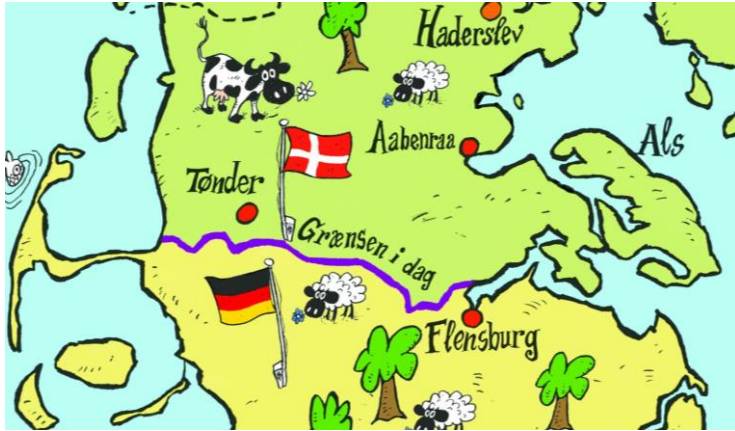 Haderslev
Aabenraa
Als
Tønder
Grænsen i dag
Flensburg